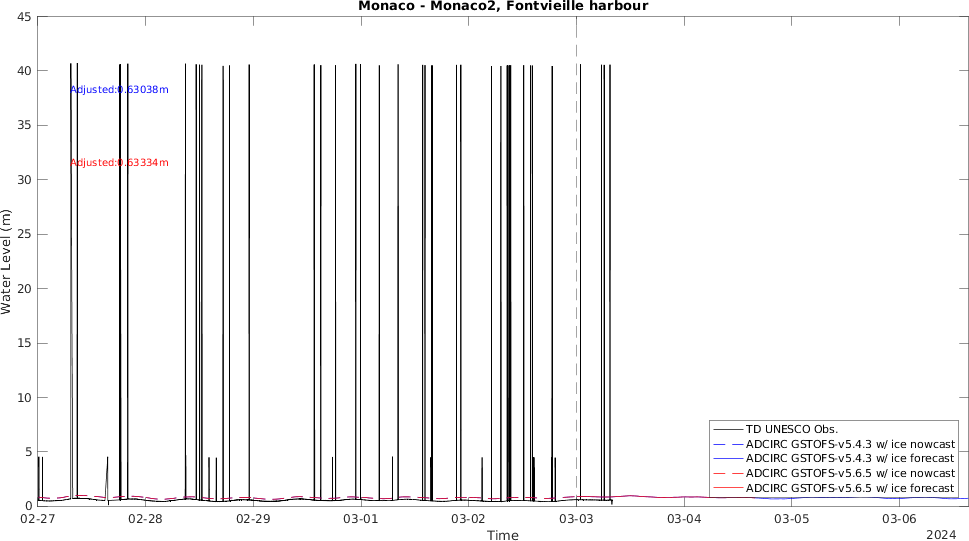 Monaco - Monaco2, Fontvieille harbour
45
40
35
30
25
20
15
10
5
0
Water Level (m)
Adjusted:0.63038m
Adjusted:0.63334m
TD UNESCO Obs.
ADCIRC GSTOFS-v5.4.3 w/ ice nowcast
ADCIRC GSTOFS-v5.4.3 w/ ice forecast
ADCIRC GSTOFS-v5.6.5 w/ ice nowcast
ADCIRC GSTOFS-v5.6.5 w/ ice forecast
02-27 02-28 02-29 03-01 03-02 03-03 03-04 03-05 03-06
Time
2024